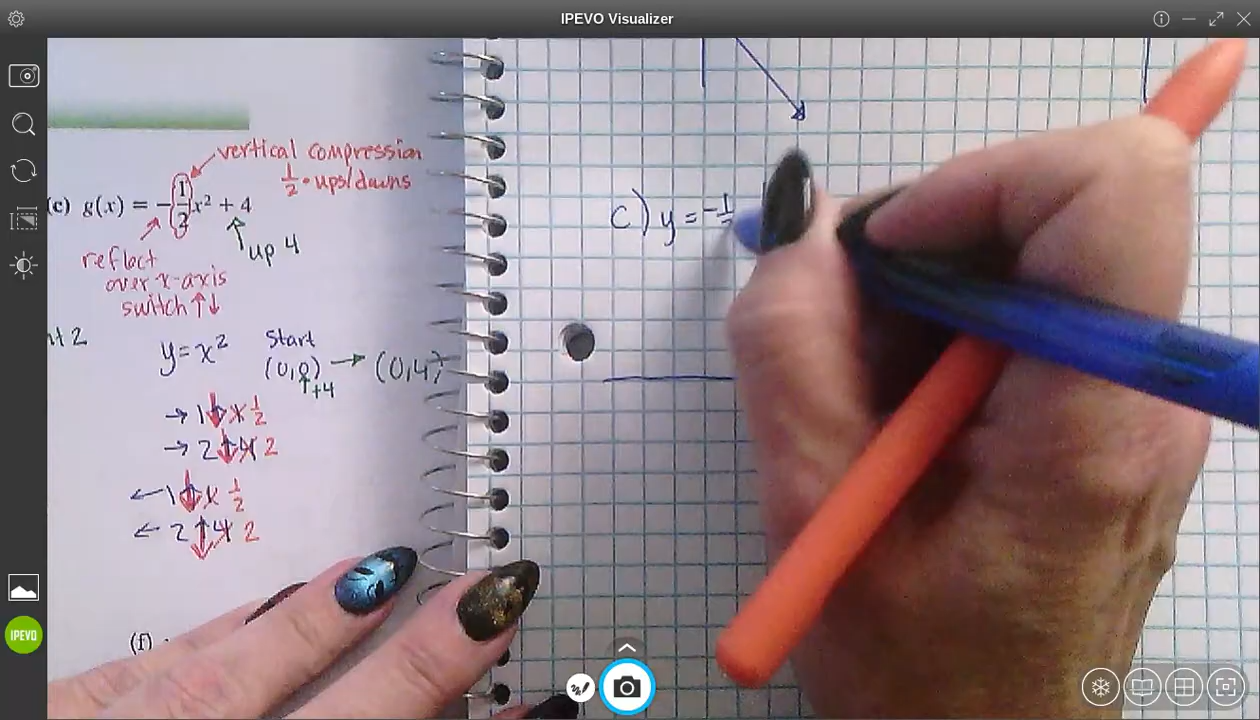 IPEVO Visualizer
vertical compression
1/2 · ups/downs
(c) g(x) = -1/2 x² + 4
up 4
reflect
over x-axis
switch ↑↓
nt 2
y = x²
Start
(0,0) → (0,4)
+4
→ 1 ↓ 1/2
→ 2 ↓ 4 2
← 1 ↓ 1/2
← 2 ↓ 4 2
(f)
c) y = -1
IPEVO